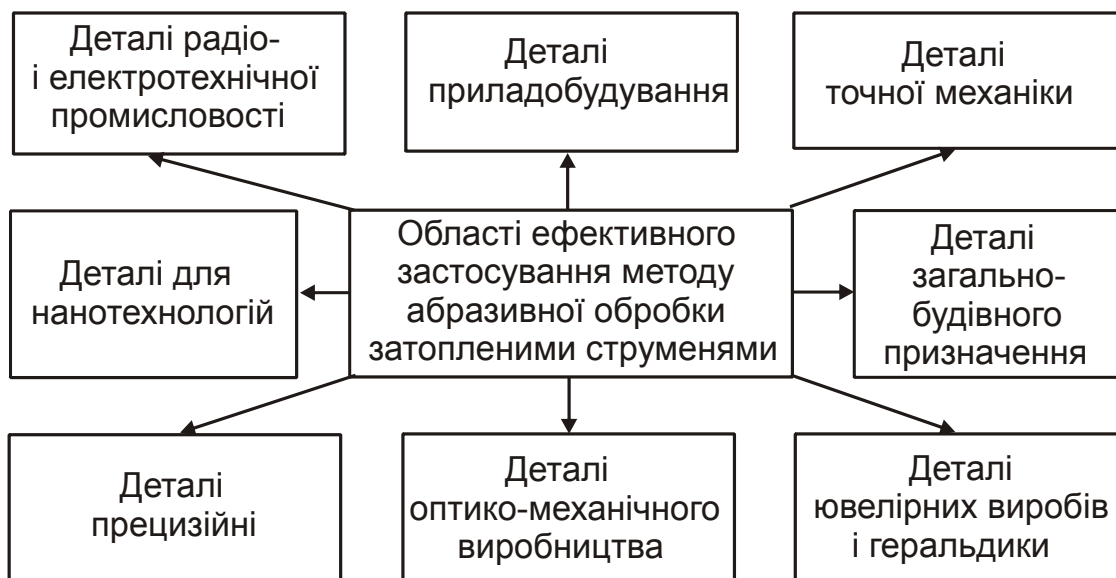 Деталі радіо-
і електротехнічної
промисловості
Деталі
приладобудування
Деталі
точної механіки
Деталі для
нанотехнологій
Області ефективного
застосування методу
абразивної обробки
затопленими струменями
Деталі
загально-
будівного
призначення
Деталі
прецизійні
Деталі
оптико-механічного
виробництва
Деталі
ювелірних виробів
і геральдики